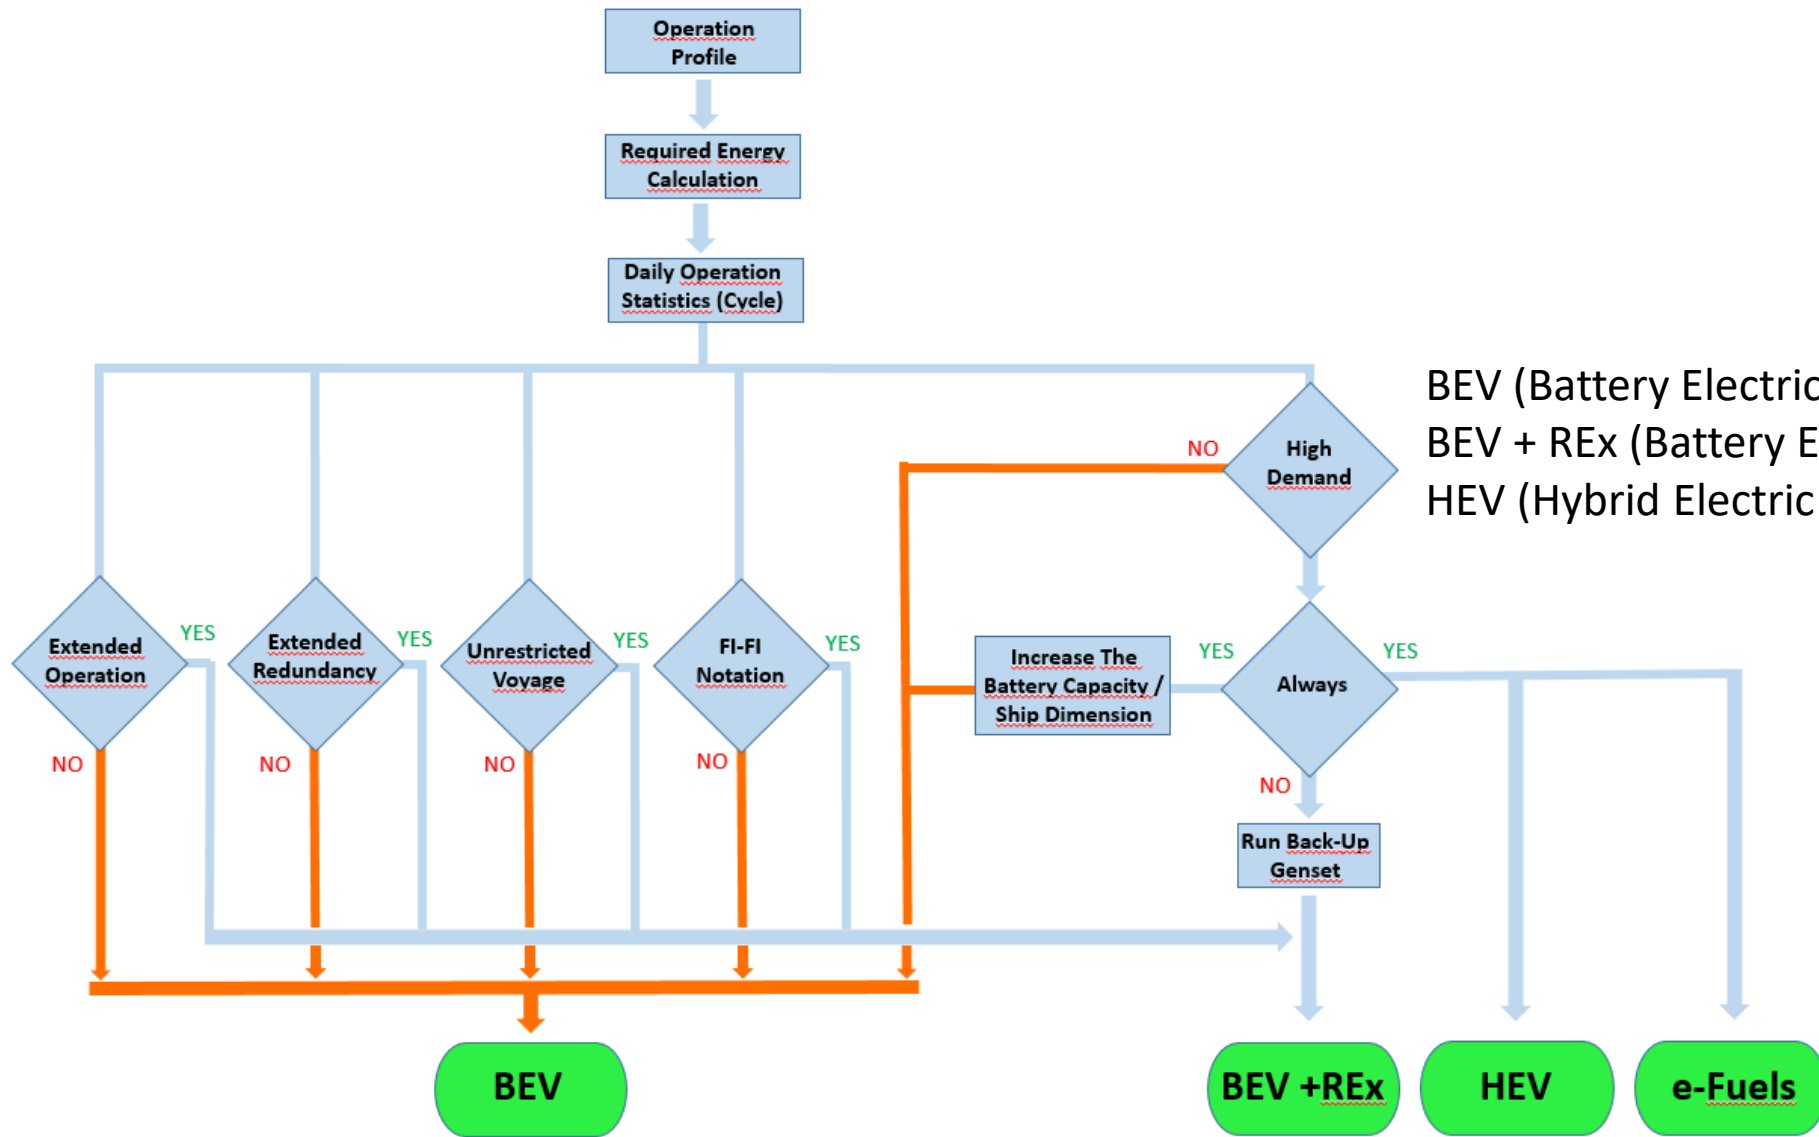 Operation
Profile
Required Energy
Calculation
Daily Operation
Statistics (Cycle)
BEV (Battery Electric
BEV + REx (Battery E
HEV (Hybrid Electric
NO
High
Demand
Extended
Operation
YES
NO
Extended
Redundancy
YES
NO
Unrestricted
Voyage
YES
NO
FI-FI
Notation
YES
NO
Increase The
Battery Capacity /
Ship Dimension
YES
Always
YES
NO
Run Back-Up
Genset
BEV
BEV +REx
HEV
e-Fuels